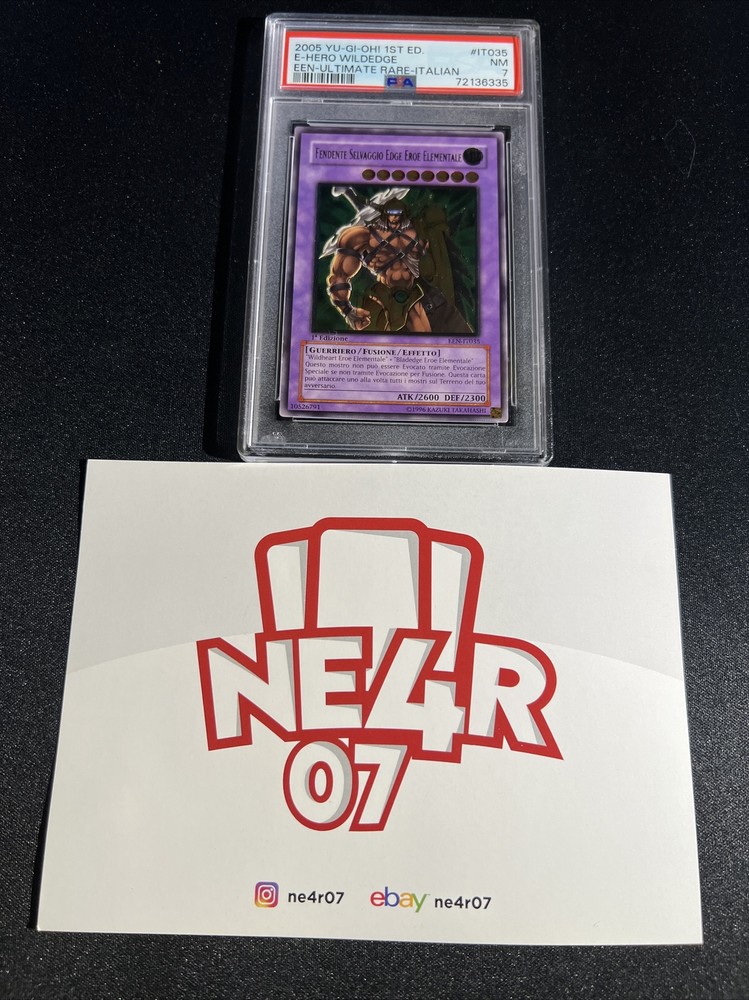 2005 YU-GI-OH! 1ST ED. #IT035
E-HERO WILDEDGE NM
EEN-ULTIMATE RARE-ITALIAN 7
PSA 72136335
Fendente Selvaggio Edge Eroe Elementale
1ª Edizione EEN-IT035
[Guerriero/Fusione/Effetto]
"Wildheart Eroe Elementale" + "Bladedge Eroe Elementale"
Questo mostro non può essere Evocato tramite Evocazione
Speciale se non tramite Evocazione per Fusione. Questa carta
può attaccare una alla volta tutti i mostri sul Terreno del tuo
avversario.
ATK/2600 DEF/2300
10526791 ©1996 KAZUKI TAKAHASHI
NE4R
07
ne4r07 ebay ne4r07